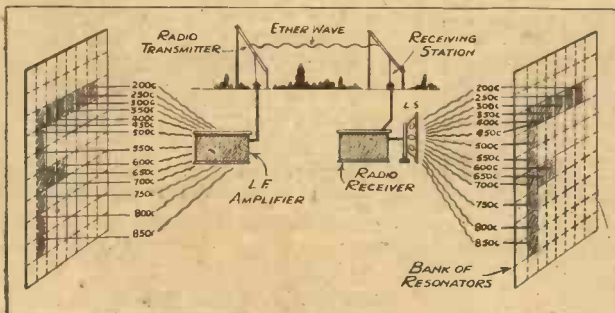 RADIO
TRANSMITTER
ETHER WAVE
RECEIVING
STATION
200c
250c
300c
350c
400c
450c
500c
550c
600c
650c
700c
750c
800c
850c
L F
AMPLIFIER
L S
RADIO
RECEIVER
200c
250c
300c
350c
400c
450c
500c
550c
600c
650c
700c
750c
800c
850c
BANK OF
RESONATORS